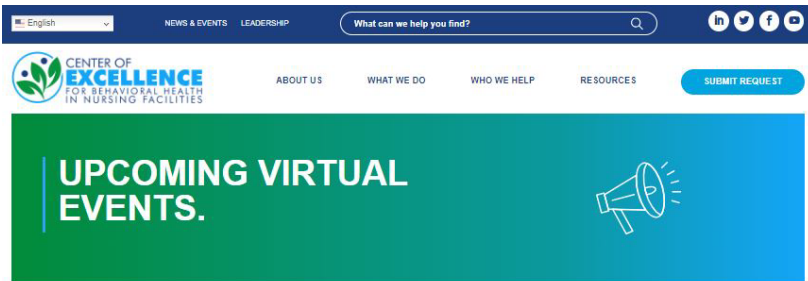 English
NEWS & EVENTS LEADERSHIP
What can we help you find?
in f
CENTER OF
EXCELLENCE
FOR BEHAVIORAL HEALTH
IN NURSING FACILITIES
ABOUT US WHAT WE DO WHO WE HELP RESOURCES SUBMIT REQUEST
UPCOMING VIRTUAL
EVENTS.